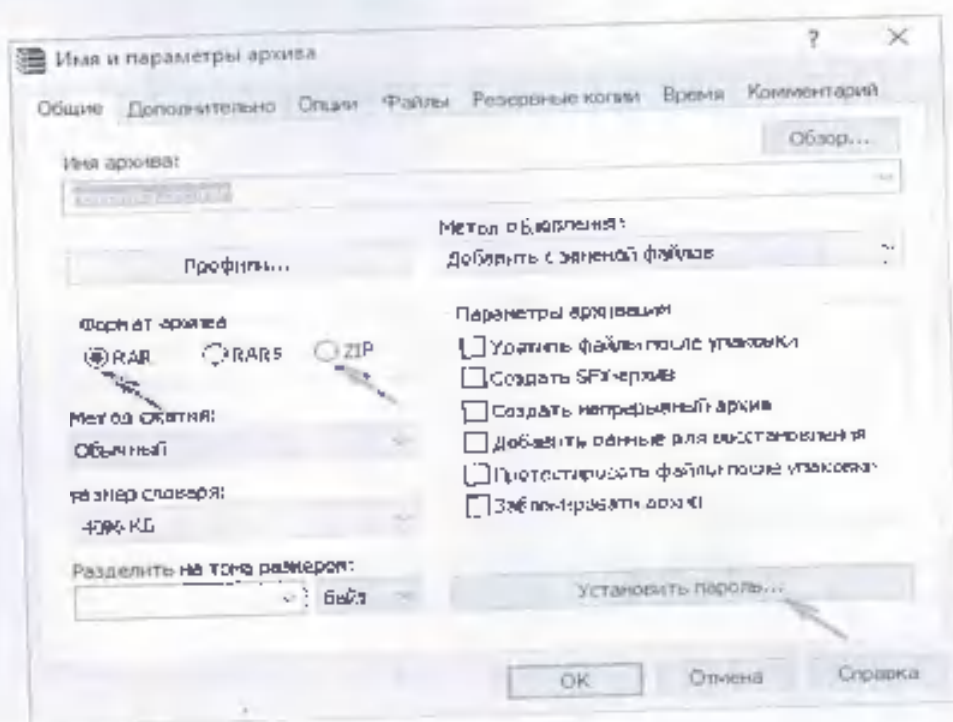 Имя и параметры архива
?
Общие Дополнительно Опции Файлы Резервные копии Время Комментарий
Обзор...
Имя архива:
Метод обновления:
Профили...
Добавить с заменой файлов
Формат архива
Параметры архивации
RAR RAR5 ZIP
Удалить файлы после упаковки
Создать SFX-архив
Метод сжатия:
Создать непрерывный архив
Обычный
Добавить данные для восстановления
Протестировать файлы после упаковки
Размер словаря:
Заблокировать архив
4096 КБ
Разделить на тома размером:
байт
Установить пароль...
ОК Отмена Справка